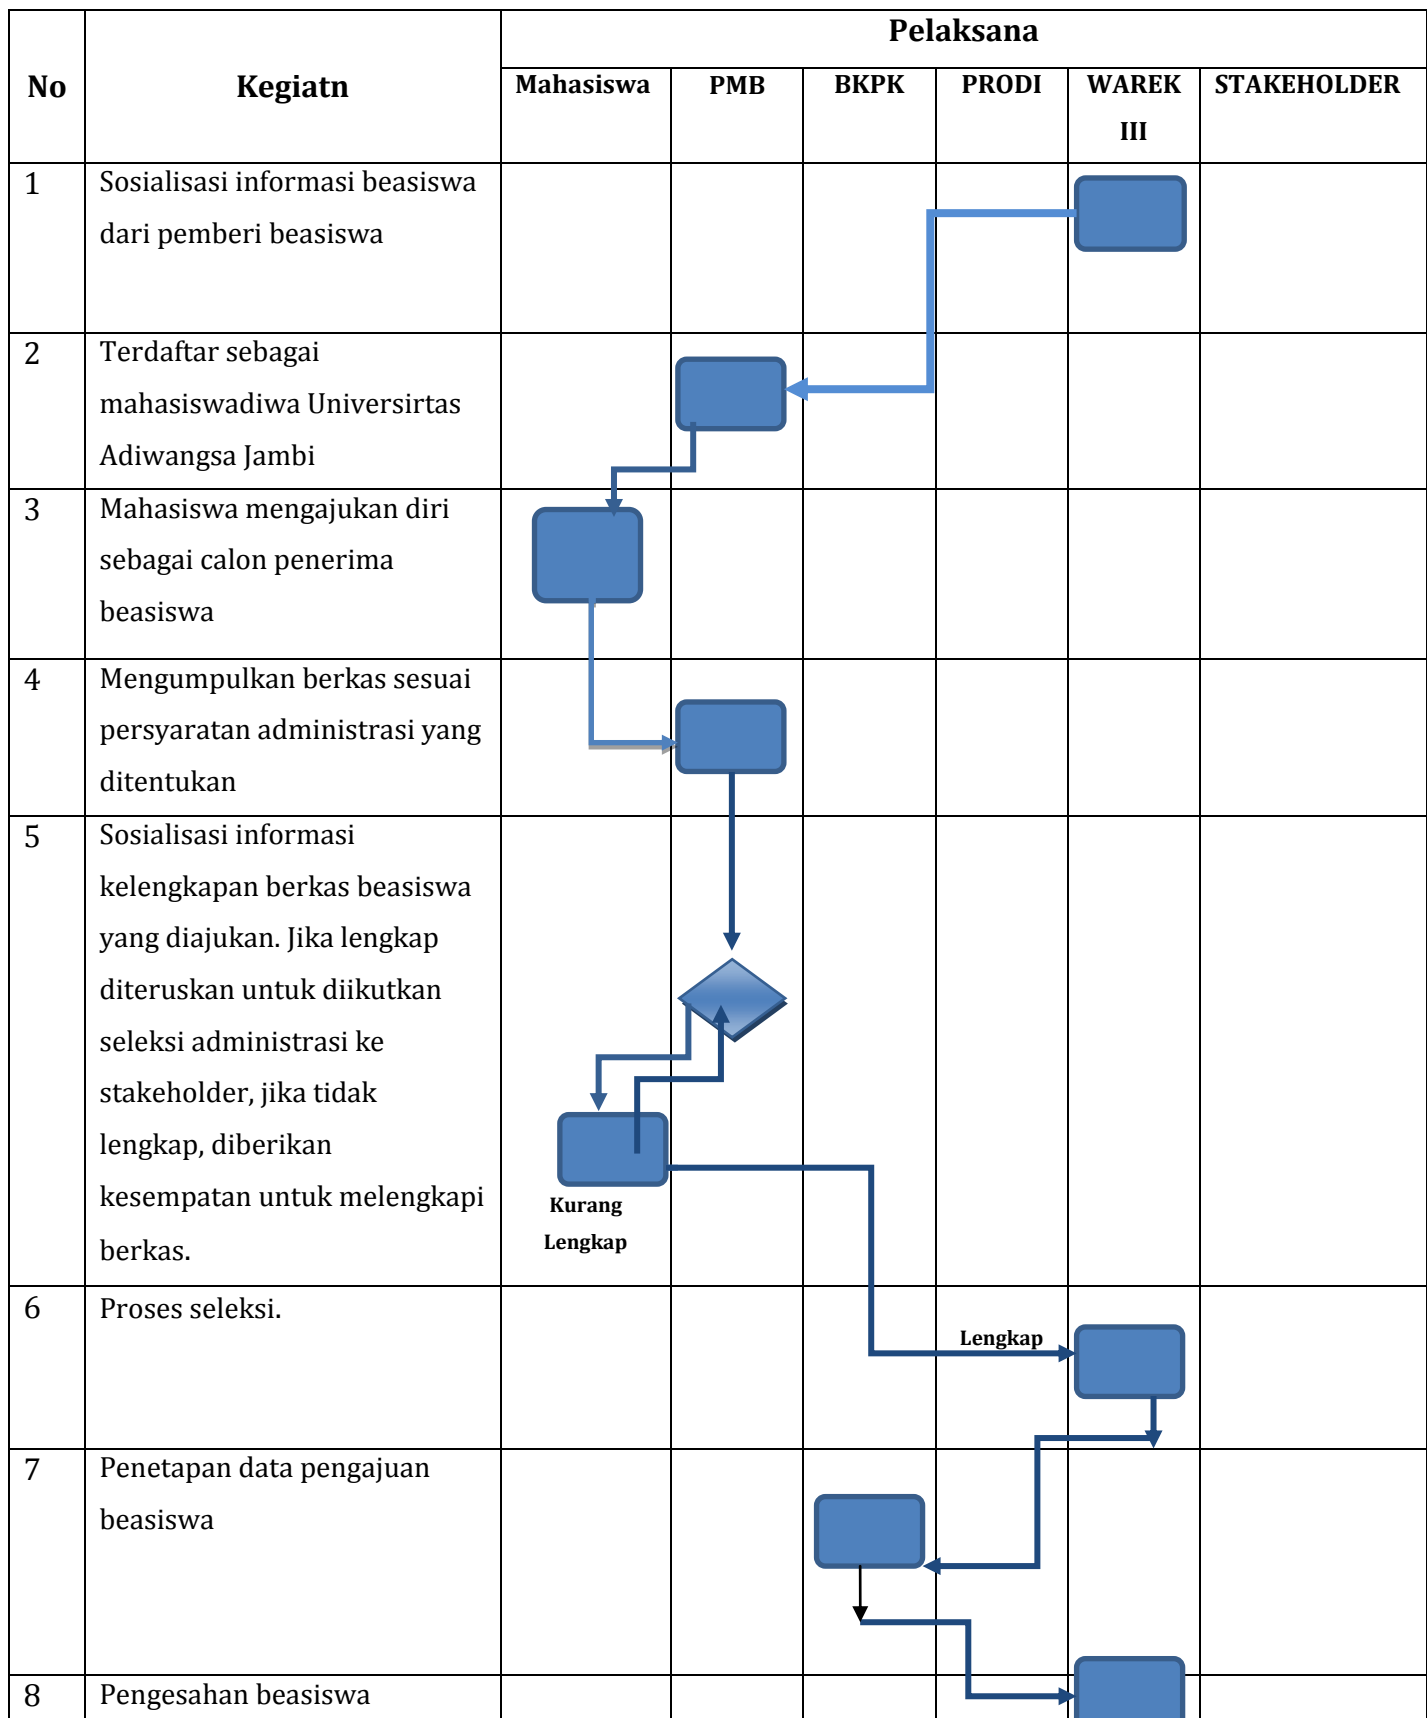 Pelaksana
No
Kegiatn
Mahasiswa
PMB
BKPK
PRODI
WAREK
III
STAKEHOLDER
1
Sosialisasi informasi beasiswa
dari pemberi beasiswa
2
Terdaftar sebagai
mahasiswadiwa Universirtas
Adiwangsa Jambi
3
Mahasiswa mengajukan diri
sebagai calon penerima
beasiswa
4
Mengumpulkan berkas sesuai
persyaratan administrasi yang
ditentukan
5
Sosialisasi informasi
kelengkapan berkas beasiswa
yang diajukan. Jika lengkap
diteruskan untuk diikutkan
seleksi administrasi ke
stakeholder, jika tidak
lengkap, diberikan
kesempatan untuk melengkapi
berkas.
Kurang
Lengkap
6
Proses seleksi.
Lengkap
7
Penetapan data pengajuan
beasiswa
8
Pengesahan beasiswa